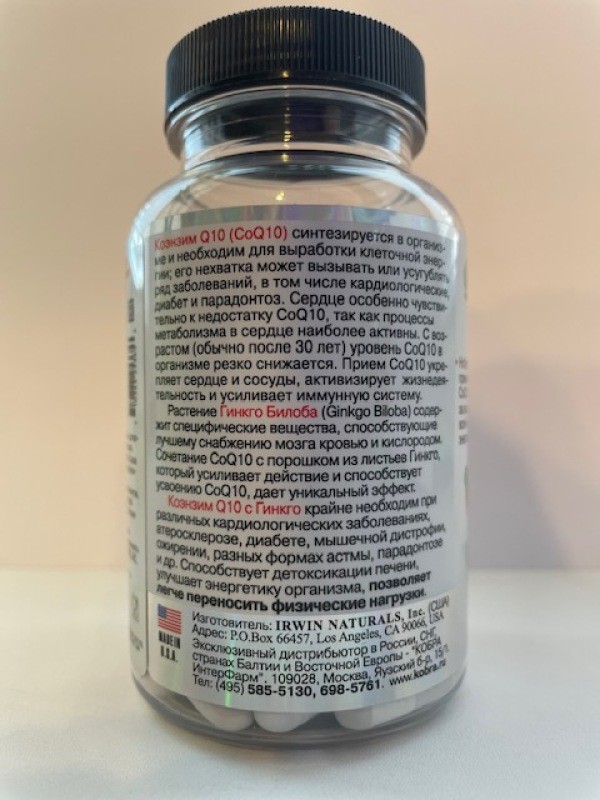 Коэнзим Q10 (CoQ10) синтезируется в организ-
ме и необходим для выработки клеточной энер-
гии; его нехватка может вызывать или усугублять
ряд заболеваний, в том числе кардиологические,
диабет и парадонтоз. Сердце особенно чувстви-
тельно к недостатку CoQ10, так как процессы
метаболизма в сердце наиболее активны. С воз-
растом (обычно после 30 лет) уровень CoQ10 в
организме резко снижается. Прием CoQ10 укре-
пляет сердце и сосуды, активизирует жизнедея-
тельность и усиливает иммунную систему.
Растение Гинкго Билоба (Ginkgo Biloba) содер-
жит специфические вещества, способствующие
лучшему снабжению мозга кровью и кислородом.
Сочетание CoQ10 с порошком из листьев Гинкго,
который усиливает действие и способствует
усвоению CoQ10, дает уникальный эффект.
Коэнзим Q10 с Гинкго крайне необходим при
различных кардиологических заболеваниях,
атеросклерозе, диабете, мышечной дистрофии,
ожирении, разных формах астмы, парадонтозе
и др. Способствует детоксикации печени,
улучшает энергетику организма, позволяет
легче переносить физические нагрузки.
MADE IN
U.S.A.
Изготовитель: IRWIN NATURALS, Inc. (США)
Адрес: P.O.Box 66457, Los Angeles, CA 90066, USA
Эксклюзивный дистрибьютор в России, СНГ,
странах Балтии и Восточной Европы - "КОБРА
ИнтерФарм". 109028, Москва, Яузский б-р, 15/1.
Тел: (495) 585-5130, 698-5761. www.kobra.ru